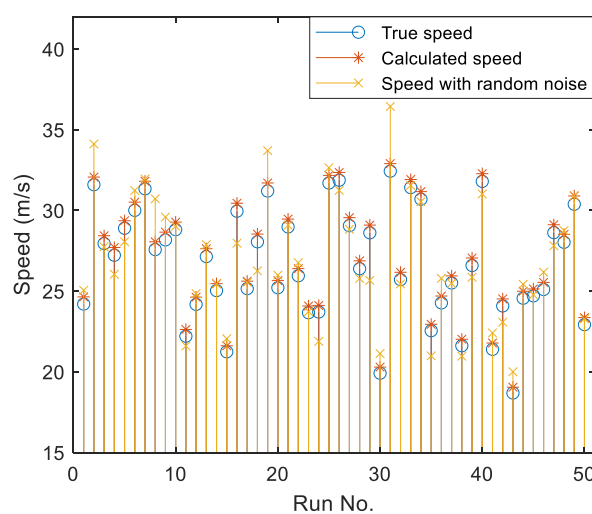 True speed
Calculated speed
Speed with random noise
40
35
30
25
20
15
Speed (m/s)
0
10
20
30
40
50
Run No.